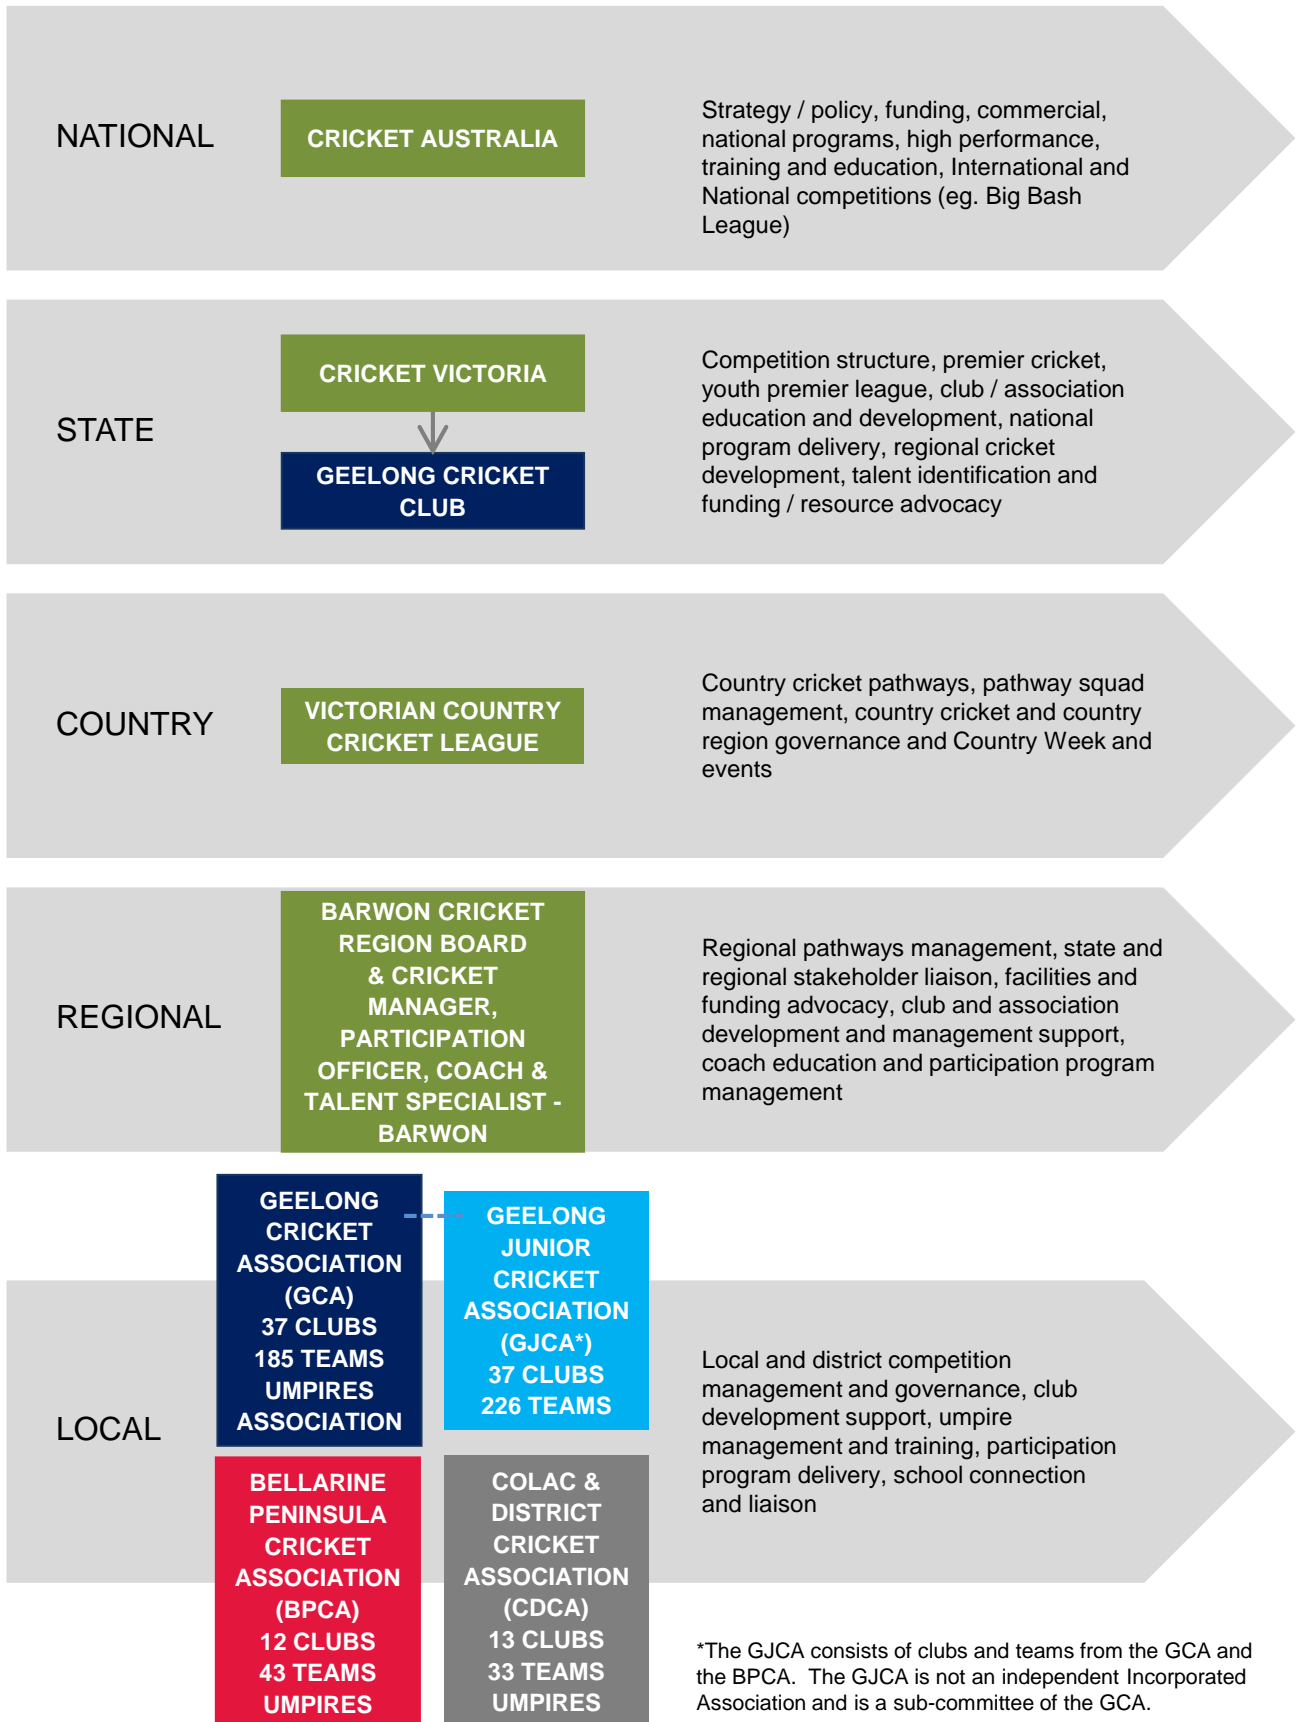 NATIONAL
CRICKET AUSTRALIA
Strategy / policy, funding, commercial,
national programs, high performance,
training and education, International and
National competitions (eg. Big Bash
League)
STATE
CRICKET VICTORIA
GEELONG CRICKET
CLUB
Competition structure, premier cricket,
youth premier league, club / association
education and development, national
program delivery, regional cricket
development, talent identification and
funding / resource advocacy
COUNTRY
VICTORIAN COUNTRY
CRICKET LEAGUE
Country cricket pathways, pathway squad
management, country cricket and country
region governance and Country Week and
events
REGIONAL
BARWON CRICKET
REGION BOARD
& CRICKET
MANAGER,
PARTICIPATION
OFFICER, COACH &
TALENT SPECIALIST -
BARWON
Regional pathways management, state and
regional stakeholder liaison, facilities and
funding advocacy, club and association
development and management support,
coach education and participation program
management
LOCAL
GEELONG
CRICKET
ASSOCIATION
(GCA)
37 CLUBS
185 TEAMS
UMPIRES
ASSOCIATION
GEELONG
JUNIOR
CRICKET
ASSOCIATION
(GJCA*)
37 CLUBS
226 TEAMS
BELLARINE
PENINSULA
CRICKET
ASSOCIATION
(BPCA)
12 CLUBS
43 TEAMS
UMPIRES
COLAC &
DISTRICT
CRICKET
ASSOCIATION
(CDCA)
13 CLUBS
33 TEAMS
UMPIRES
Local and district competition
management and governance, club
development support, umpire
management and training, participation
program delivery, school connection
and liaison
*The GJCA consists of clubs and teams from the GCA and
the BPCA.  The GJCA is not an independent Incorporated
Association and is a sub-committee of the GCA.